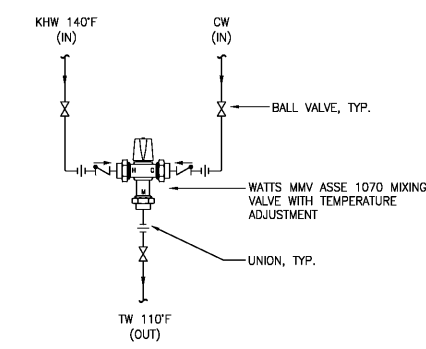 KHW 140°F
(IN)
CW
(IN)
BALL VALVE, TYP.
H C
M
WATTS MMV ASSE 1070 MIXING
VALVE WITH TEMPERATURE
ADJUSTMENT
UNION, TYP.
TW 110°F
(OUT)